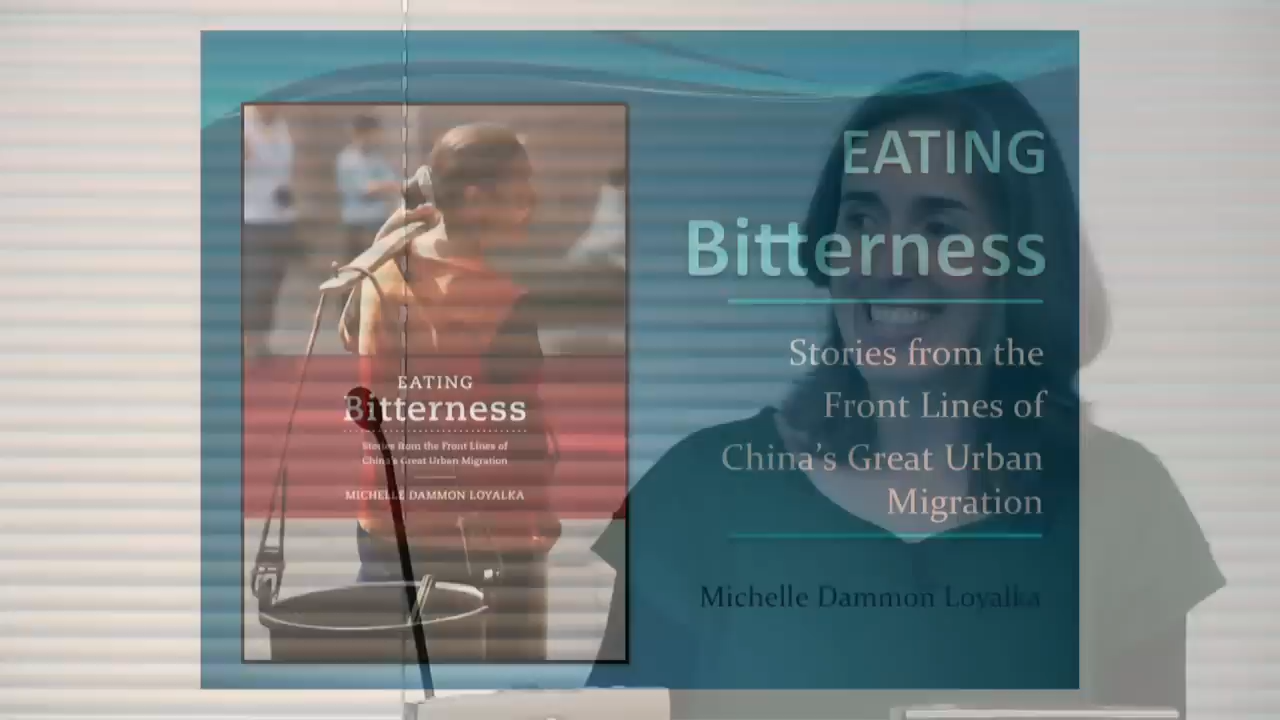 EATING
Bitterness
Stories from the Front Lines of
China's Great Urban Migration
MICHELLE DAMMON LOYALKA
EATING
Bitterness
Stories from the
Front Lines of
China’s Great Urban
Migration
Michelle Dammon Loyalka